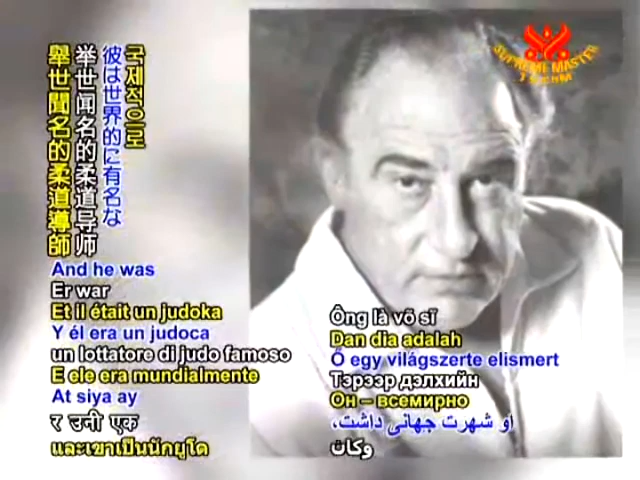 SUPREME MASTER
TV.COM
국제적으로
彼は世界的に有名な
举世闻名的柔道导师
舉世聞名的柔道導師
And he was
Er war
Et il était un judoka
Y él era un judoca
un lottatore di judo famoso
E ele era mundialmente
At siya ay
र उनी एक
และเขาเป็นนักยูโด
Ông là võ sĩ
Dan dia adalah
Ő egy világszerte elismert
Тэрээр дэлхийн
Он – всемирно
او شهرت جهانی داشت،
وكان